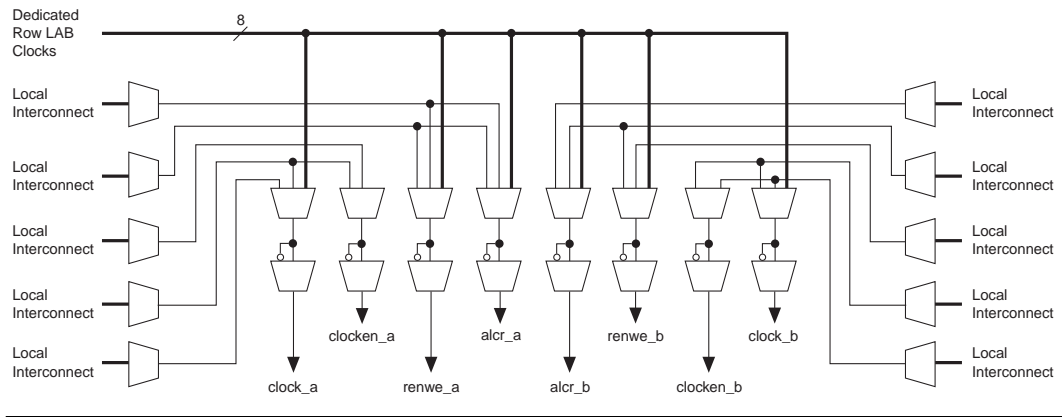 Dedicated
Row LAB
Clocks
8
Local
Interconnect
Local
Interconnect
Local
Interconnect
Local
Interconnect
Local
Interconnect
Local
Interconnect
Local
Interconnect
Local
Interconnect
Local
Interconnect
Local
Interconnect
clocken_a
alcr_a
renwe_b
clock_b
clock_a
renwe_a
alcr_b
clocken_b